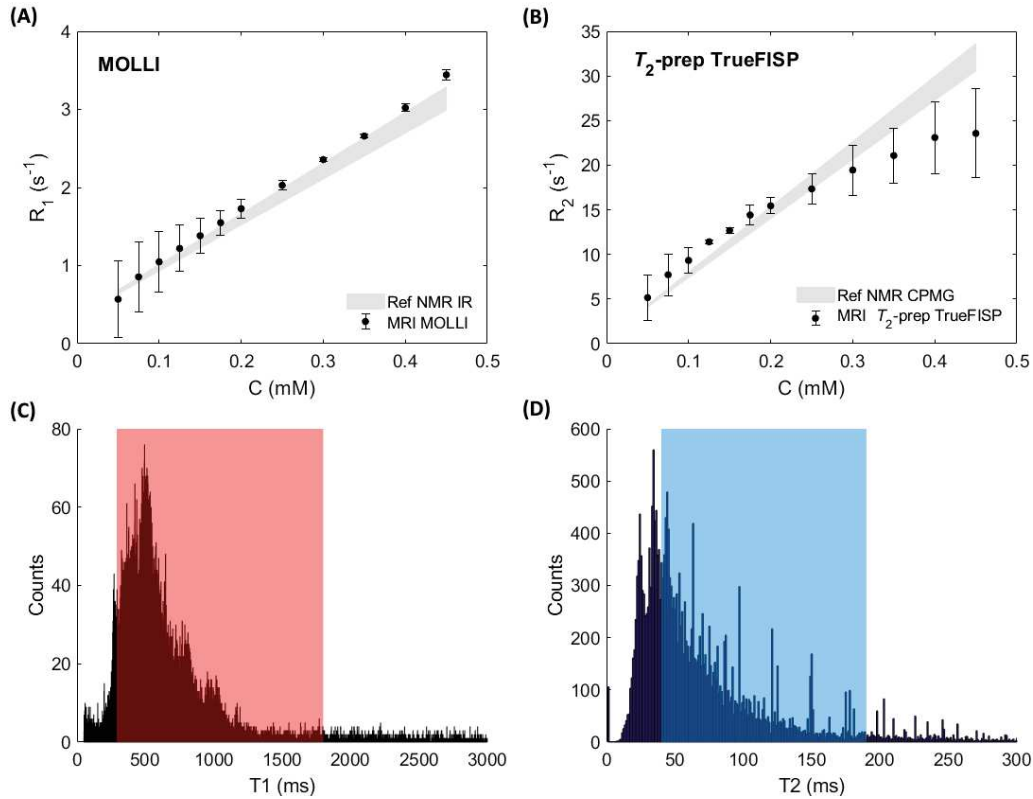 (A)
MOLLI
R1 (s-1)
4
3
2
1
0
0
0.1
0.2
0.3
0.4
0.5
C (mM)
Ref NMR IR
MRI MOLLI
(B)
T2-prep TrueFISP
R2 (s-1)
35
30
25
20
15
10
5
0
0
0.1
0.2
0.3
0.4
0.5
C (mM)
Ref NMR CPMG
MRI T2-prep TrueFISP
(C)
Counts
80
60
40
20
0
0
500
1000
1500
2000
2500
3000
T1 (ms)
(D)
Counts
600
500
400
300
200
100
0
0
50
100
150
200
250
300
T2 (ms)